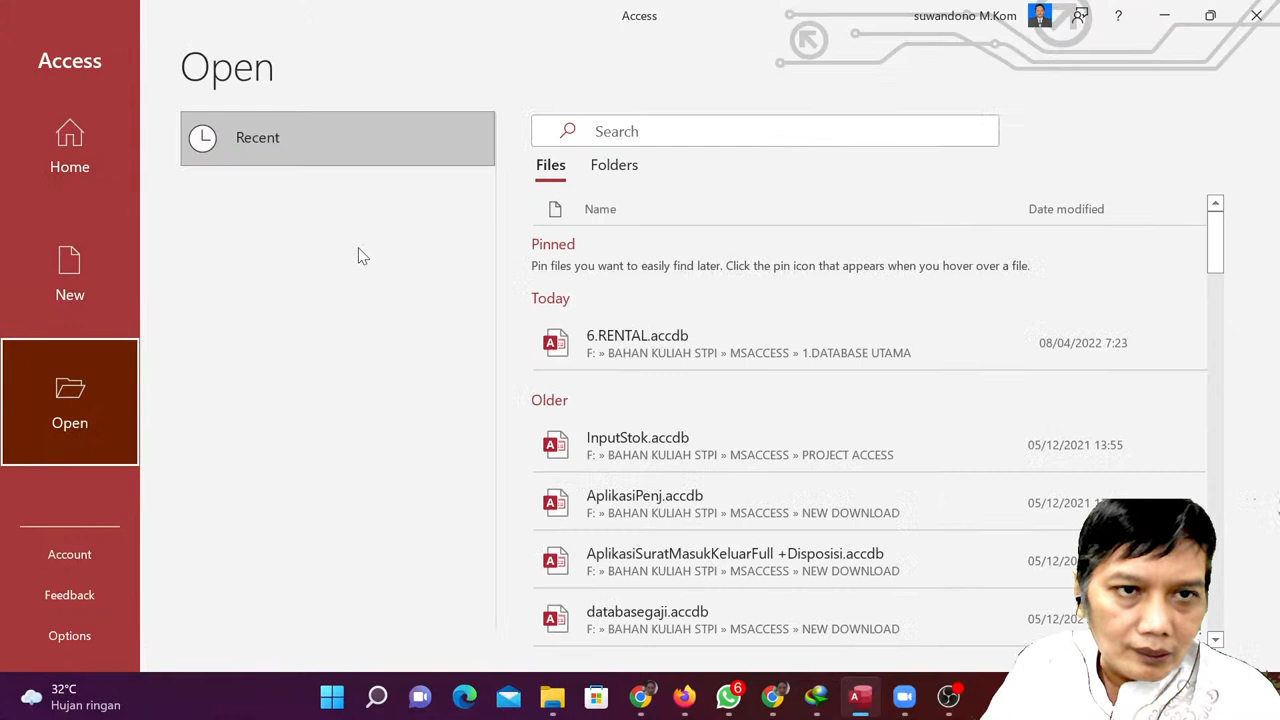 Access
suwandono M.Kom
?
Access
Home
New
Open
Account
Feedback
Options
Open
Recent
Search
Files Folders
Name Date modified
Pinned
Pin files you want to easily find later. Click the pin icon that appears when you hover over a file.
Today
6.RENTAL.accdb
08/04/2022 7:23
F: » BAHAN KULIAH STPI » MSACCESS » 1.DATABASE UTAMA
Older
InputStok.accdb
05/12/2021 13:55
F: » BAHAN KULIAH STPI » MSACCESS » PROJECT ACCESS
AplikasiPenj.accdb
05/12/2021
F: » BAHAN KULIAH STPI » MSACCESS » NEW DOWNLOAD
AplikasiSuratMasukKeluarFull +Disposisi.accdb
F: » BAHAN KULIAH STPI » MSACCESS » NEW DOWNLOAD
databasegaji.accdb
F: » BAHAN KULIAH STPI » MSACCESS » NEW DOWNLOAD
32°C
Hujan ringan
6